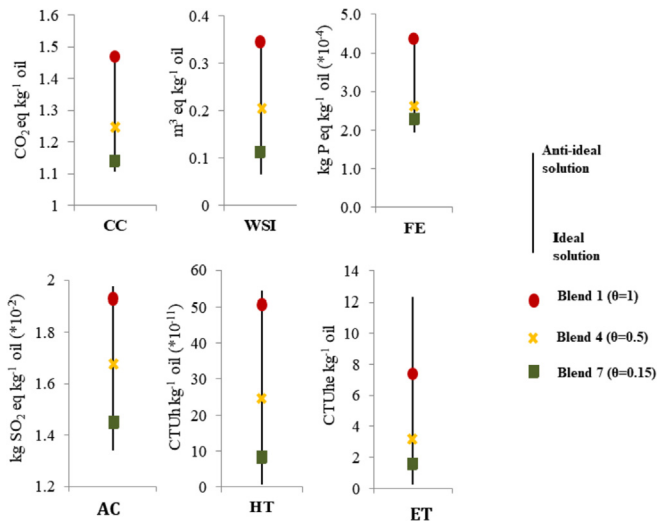 CO₂ eq kg⁻¹ oil
1.6
1.5
1.4
1.3
1.2
1.1
1
CC
m³ eq kg⁻¹ oil
0.4
0.3
0.2
0.1
0
WSI
kg P eq kg⁻¹ oil (*10⁻⁴)
5.0
4.0
3.0
2.0
1.0
0.0
FE
Anti-ideal
solution
Ideal
solution
Blend 1 (θ=1)
Blend 4 (θ=0.5)
Blend 7 (θ=0.15)
kg SO₂ eq kg⁻¹ oil (*10⁻²)
2
1.8
1.6
1.4
1.2
AC
CTUh kg⁻¹ oil (*10⁻¹¹)
60
50
40
30
20
10
0
HT
CTUhe kg⁻¹ oil
14
12
10
8
6
4
2
0
ET